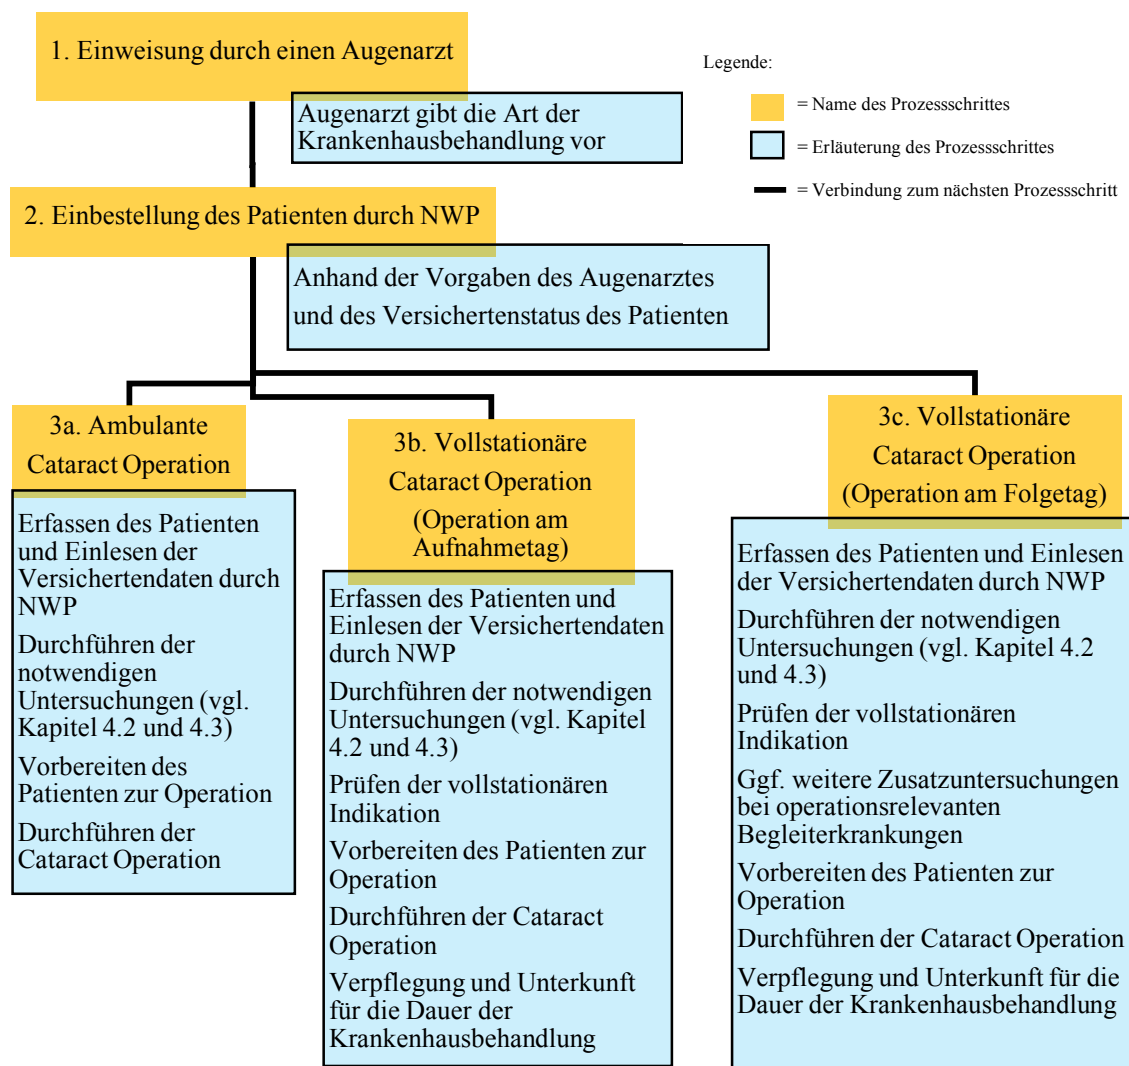 1. Einweisung durch einen Augenarzt
Legende:
= Name des Prozessschrittes
= Erläuterung des Prozessschrittes
= Verbindung zum nächsten Prozessschritt
Augenarzt gibt die Art der
Krankenhausbehandlung vor
2. Einbestellung des Patienten durch NWP
Anhand der Vorgaben des Augenarztes
und des Versichertenstatus des Patienten
3a. Ambulante
Cataract Operation
Erfassen des Patienten
und Einlesen der
Versichertendaten durch
NWP
Durchführen der
notwendigen
Untersuchungen (vgl.
Kapitel 4.2 und 4.3)
Vorbereiten des
Patienten zur Operation
Durchführen der
Cataract Operation
3b. Vollstationäre
Cataract Operation
(Operation am
Aufnahmetag)
Erfassen des Patienten und
Einlesen der Versichertendaten
durch NWP
Durchführen der notwendigen
Untersuchungen (vgl. Kapitel
4.2 und 4.3)
Prüfen der vollstationären
Indikation
Vorbereiten des Patienten zur
Operation
Durchführen der Cataract
Operation
Verpflegung und Unterkunft
für die Dauer der
Krankenhausbehandlung
3c. Vollstationäre
Cataract Operation
(Operation am Folgetag)
Erfassen des Patienten und Einlesen
der Versichertendaten durch NWP
Durchführen der notwendigen
Untersuchungen (vgl. Kapitel 4.2
und 4.3)
Prüfen der vollstationären
Indikation
Ggf. weitere Zusatzuntersuchungen
bei operationsrelevanten
Begleiterkrankungen
Vorbereiten des Patienten zur
Operation
Durchführen der Cataract Operation
Verpflegung und Unterkunft für die
Dauer der Krankenhausbehandlung